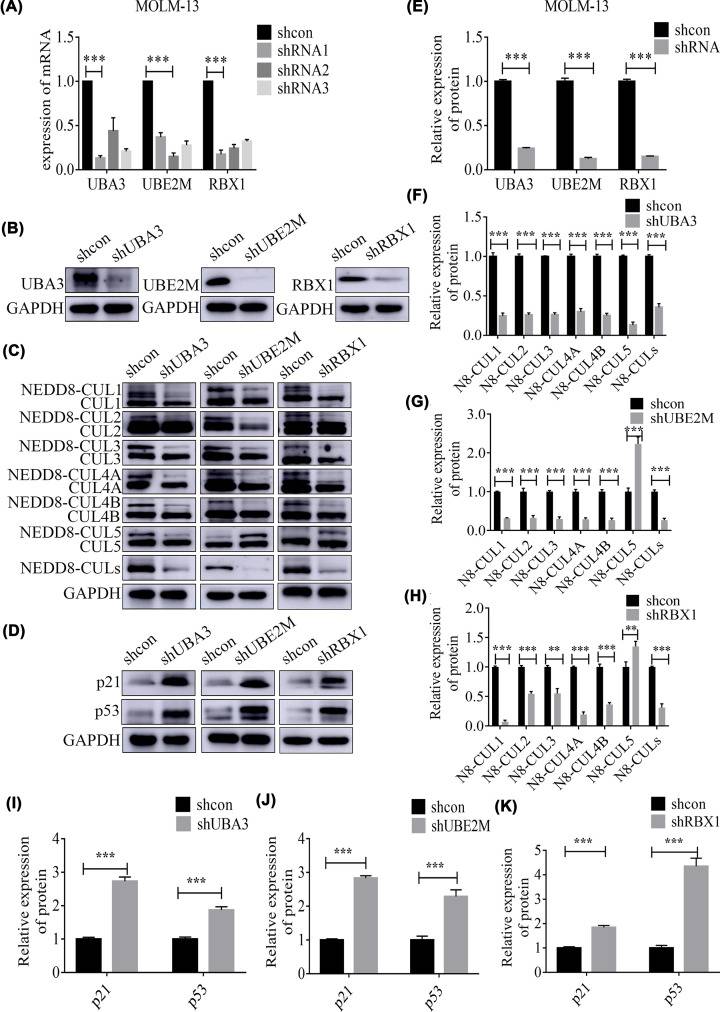 (A)
MOLM-13
shcon
shRNA1
shRNA2
shRNA3
expression of mRNA
1.5
1.0
0.5
0.0
***
***
***
UBA3
UBE2M
RBX1
(E)
MOLM-13
shcon
shRNA
Relative expression
of protein
1.5
1.0
0.5
0.0
***
***
***
UBA3
UBE2M
RBX1
(B)
shcon
shUBA3
shcon
shUBE2M
shcon
shRBX1
UBA3
UBE2M
RBX1
GAPDH
GAPDH
GAPDH
(F)
shcon
shUBA3
Relative expression
of protein
1.5
1.0
0.5
0.0
***
***
***
***
***
***
***
N8-CUL1
N8-CUL2
N8-CUL3
N8-CUL4A
N8-CUL4B
N8-CUL5
N8-CULs
(C)
shcon
shUBA3
shcon
shUBE2M
shcon
shRBX1
NEDD8-CUL1
CUL1
NEDD8-CUL2
CUL2
NEDD8-CUL3
CUL3
NEDD8-CUL4A
CUL4A
NEDD8-CUL4B
CUL4B
NEDD8-CUL5
CUL5
NEDD8-CULs
GAPDH
(G)
shcon
shUBE2M
Relative expression
of protein
3.0
2.0
1.0
0.0
***
***
***
***
***
***
***
N8-CUL1
N8-CUL2
N8-CUL3
N8-CUL4A
N8-CUL4B
N8-CUL5
N8-CULs
(D)
shcon
shUBA3
shcon
shUBE2M
shcon
shRBX1
p21
p53
GAPDH
(H)
shcon
shRBX1
Relative expression
of protein
2.0
1.5
1.0
0.5
0.0
***
***
**
***
***
**
***
N8-CUL1
N8-CUL2
N8-CUL3
N8-CUL4A
N8-CUL4B
N8-CUL5
N8-CULs
(I)
shcon
shUBA3
Relative expression
of protein
4
3
2
1
0
***
***
p21
p53
(J)
shcon
shUBE2M
Relative expression
of protein
4
3
2
1
0
***
***
p21
p53
(K)
shcon
shRBX1
Relative expression
of protein
5
4
3
2
1
0
***
***
p21
p53